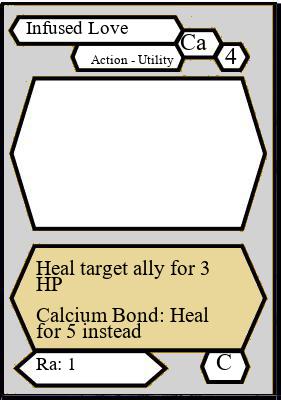 Infused Love
Ca
4
Action - Utility
Heal target ally for 3
HP
Calcium Bond: Heal
for 5 instead
Ra: 1
C